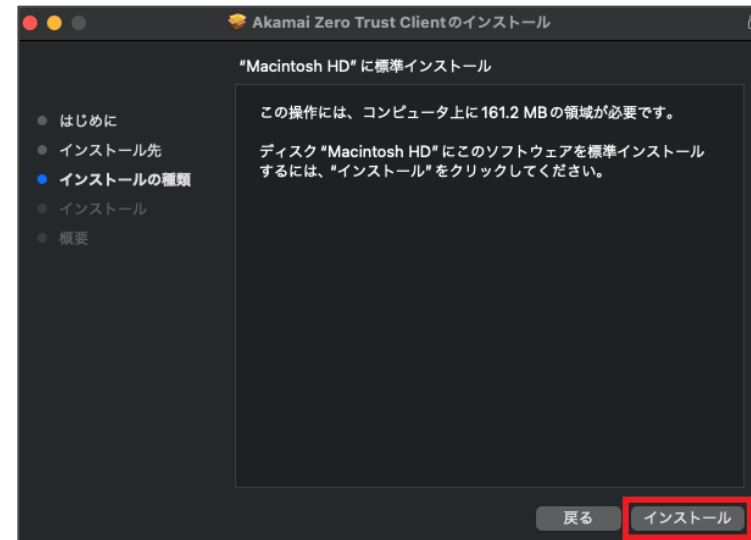 Akamai Zero Trust Clientのインストール
“Macintosh HD”に標準インストール
はじめに
インストール先
インストールの種類
インストール
概要
この操作には、コンピュータ上に161.2 MBの領域が必要です。
ディスク“Macintosh HD”にこのソフトウェアを標準インストール
するには、“インストール”をクリックしてください。
戻る
インストール